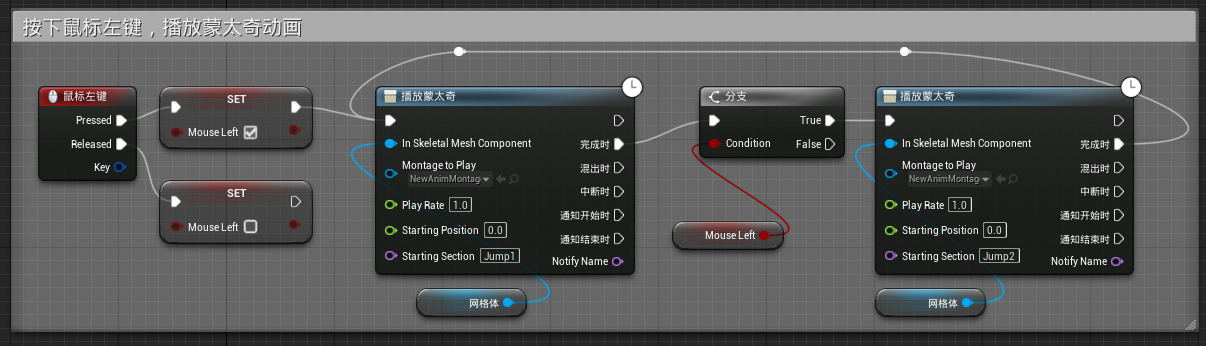 按下鼠标左键，播放蒙太奇动画
鼠标左键
Pressed
Released
Key
SET
Mouse Left
SET
Mouse Left
播放蒙太奇
In Skeletal Mesh Component
完成时
Montage to Play
NewAnimMontag
混出时
中断时
Play Rate 1.0
通知开始时
Starting Position 0.0
通知结束时
Starting Section Jump1
Notify Name
网格体
分支
True
Condition
False
Mouse Left
播放蒙太奇
In Skeletal Mesh Component
完成时
Montage to Play
NewAnimMontag
混出时
中断时
Play Rate 1.0
通知开始时
Starting Position 0.0
通知结束时
Starting Section Jump2
Notify Name
网格体